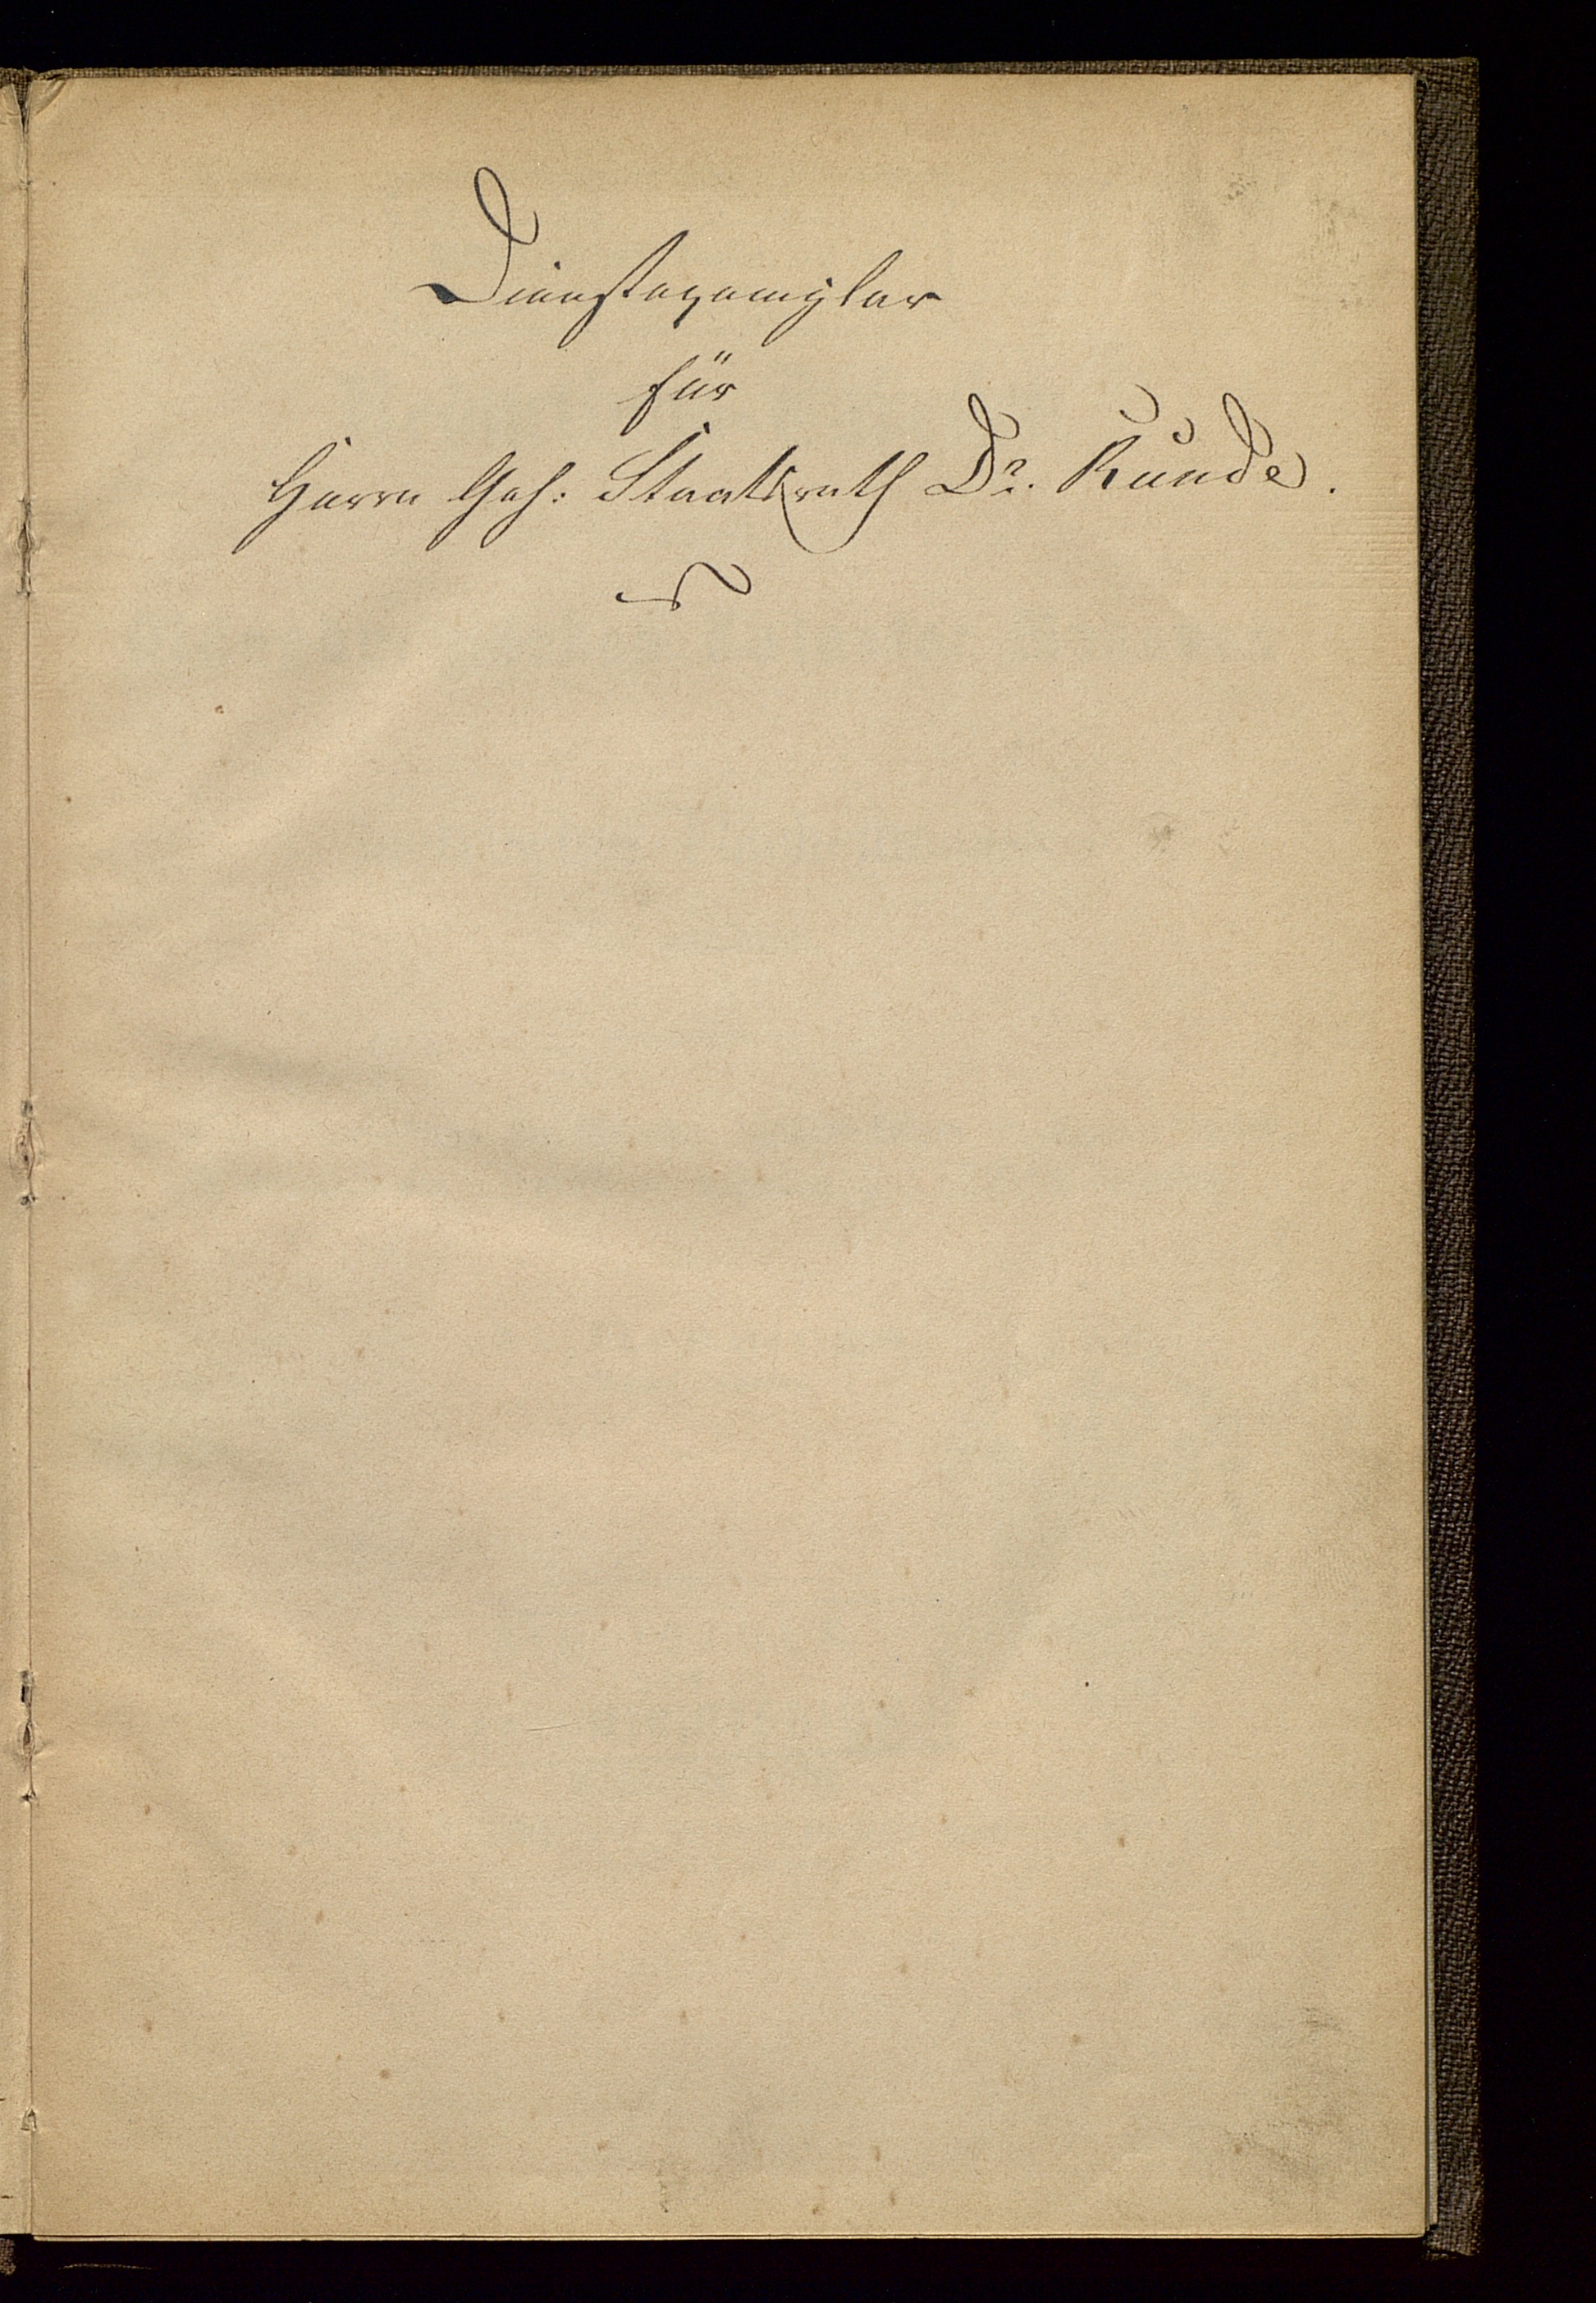 Dienstexemplar
für
Herrn Geh: Staatsrath Dr. Runde.